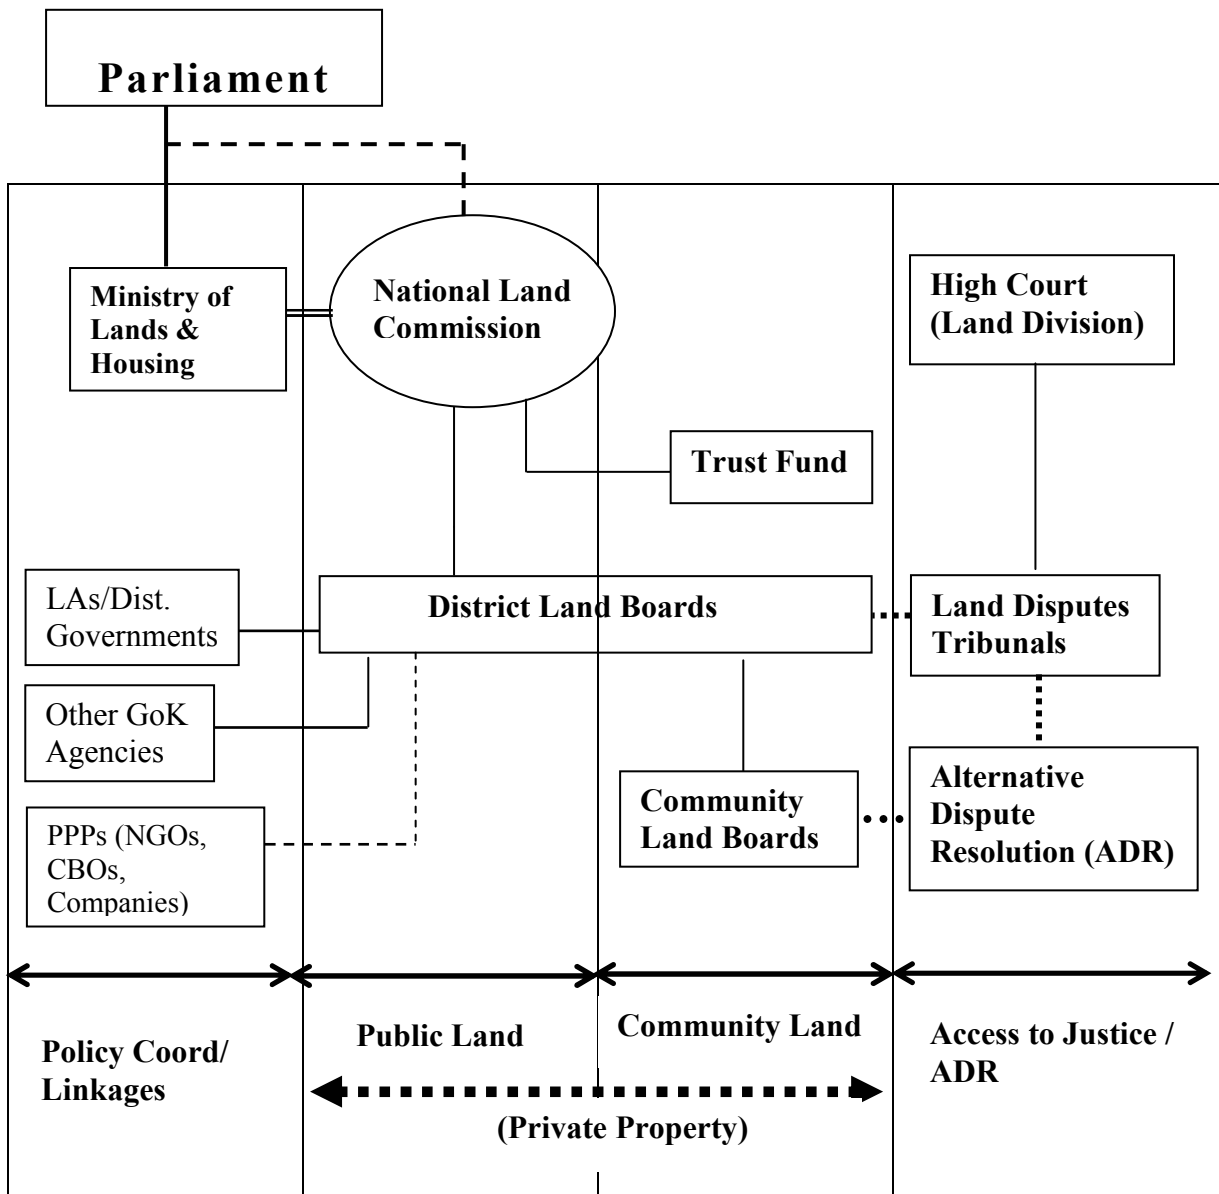 Parliament
Ministry of
Lands &
Housing
National Land
Commission
High Court
(Land Division)
Trust Fund
LAs/Dist.
Governments
District Land Boards
Land Disputes
Tribunals
Other GoK
Agencies
Community
Land Boards
Alternative
Dispute
Resolution (ADR)
PPPs (NGOs,
CBOs,
Companies)
Policy Coord/
Linkages
Public Land
Community Land
Access to Justice /
ADR
(Private Property)